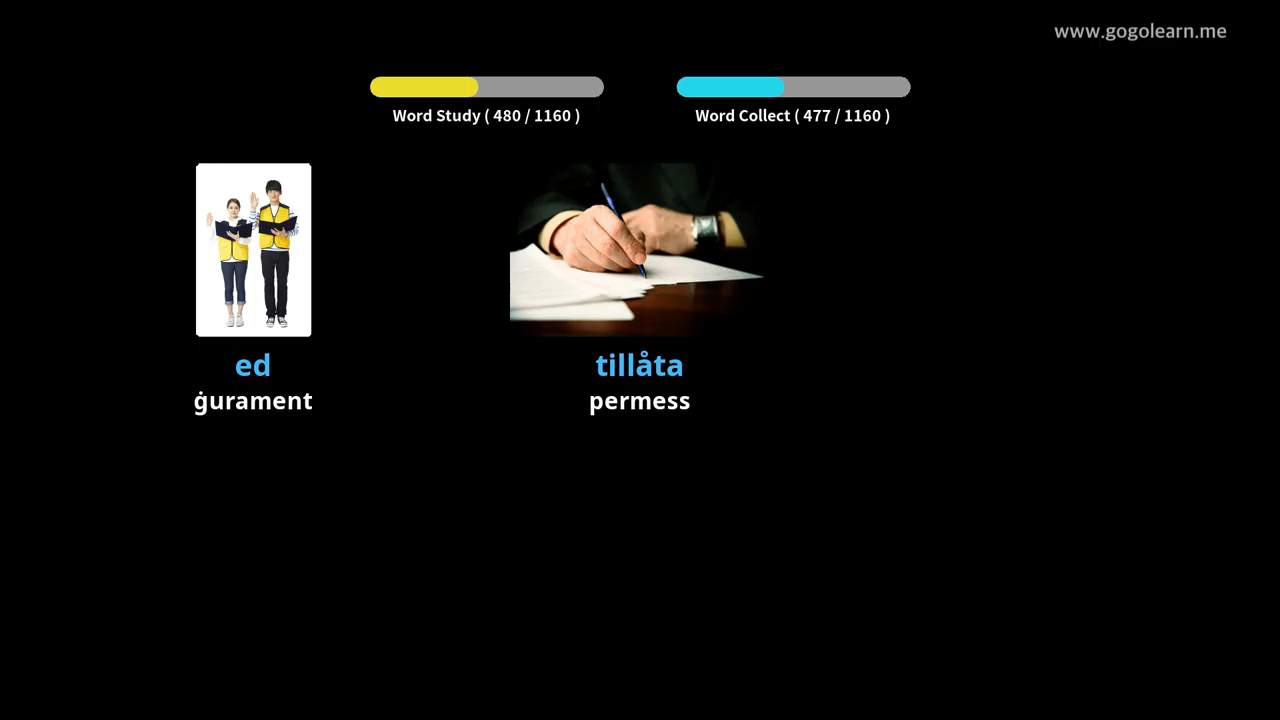 www.gogolearn.me
Word Study ( 480 / 1160 )
Word Collect ( 477 / 1160 )
ed
ġurament
tillåta
permess